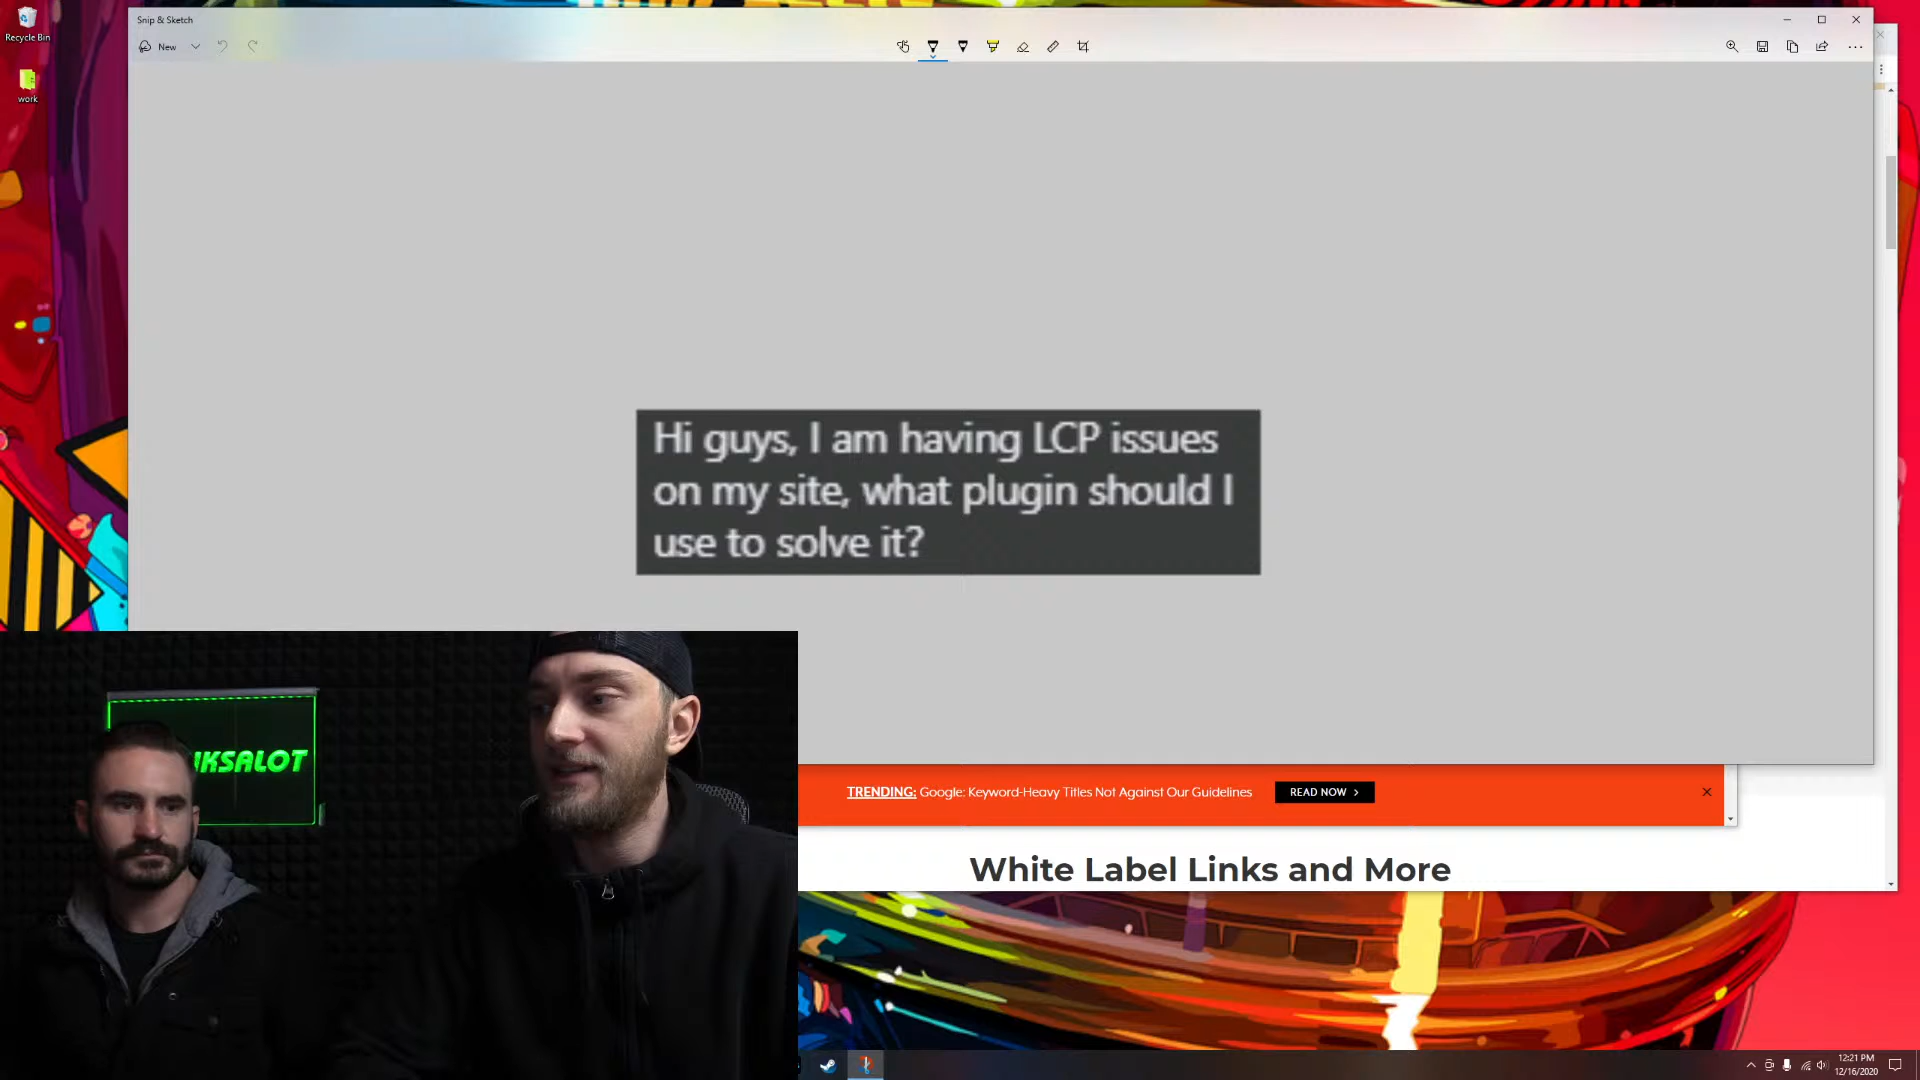 Recycle Bin
work
Snip & Sketch
New
Hi guys, I am having LCP issues
on my site, what plugin should I
use to solve it?
KSALOT
TRENDING: Google: Keyword-Heavy Titles Not Against Our Guidelines
READ NOW >
White Label Links and More
12:21 PM
12/16/2020